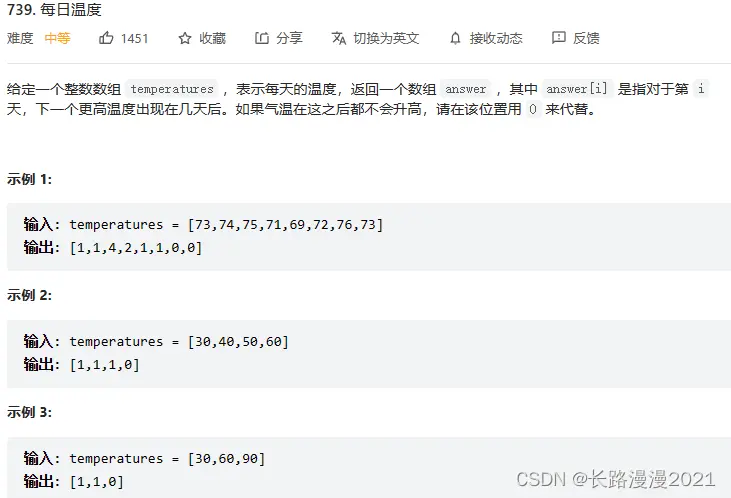 739. 每日温度
难度 中等 1451 收藏 分享 切换为英文 接收动态 反馈
给定一个整数数组 temperatures ，表示每天的温度，返回一个数组 answer ，其中 answer[i] 是指对于第 i
天，下一个更高温度出现在几天后。如果气温在这之后都不会升高，请在该位置用 0 来代替。
示例 1:
输入: temperatures = [73,74,75,71,69,72,76,73]
输出: [1,1,4,2,1,1,0,0]
示例 2:
输入: temperatures = [30,40,50,60]
输出: [1,1,1,0]
示例 3:
输入: temperatures = [30,60,90]
输出: [1,1,0]
CSDN @长路漫漫2021